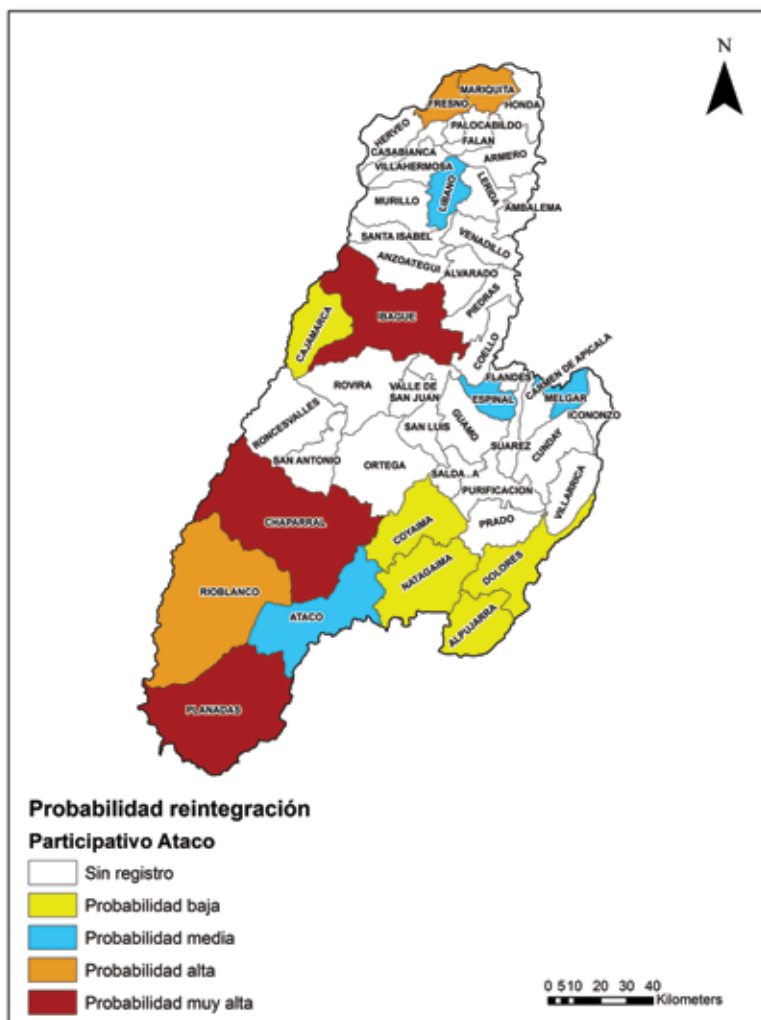 N
MARIQUITA
FRESNO
HONDA
HERVEO
PALOCABILDO
FALAN
CASABIANCA
ARMERO
VILLAHERMOSA
LERIDA
LIBANO
MURILLO
AMBALEMA
SANTA ISABEL
VENADILLO
ANZOATEGUI
ALVARADO
PIEDRAS
IBAGUE
CAJAMARCA
COELLO
CARMEN DE APICALA
FLANDES
ROVIRA
VALLE DE
SAN JUAN
ESPINAL
MELGAR
ICONONZO
RONCESVALLES
SAN LUIS
GUAMO
SUAREZ
CUNDAY
SAN ANTONIO
ORTEGA
SALDA..A
PURIFICACION
VILLARRICA
CHAPARRAL
COYAIMA
PRADO
NATAGAIMA
DOLORES
RIOBLANCO
ATACO
ALPUJARRA
PLANADAS
Probabilidad reintegración
Participativo Ataco
Sin registro
Probabilidad baja
Probabilidad media
Probabilidad alta
Probabilidad muy alta
0 5 10 20 30 40
Kilometers